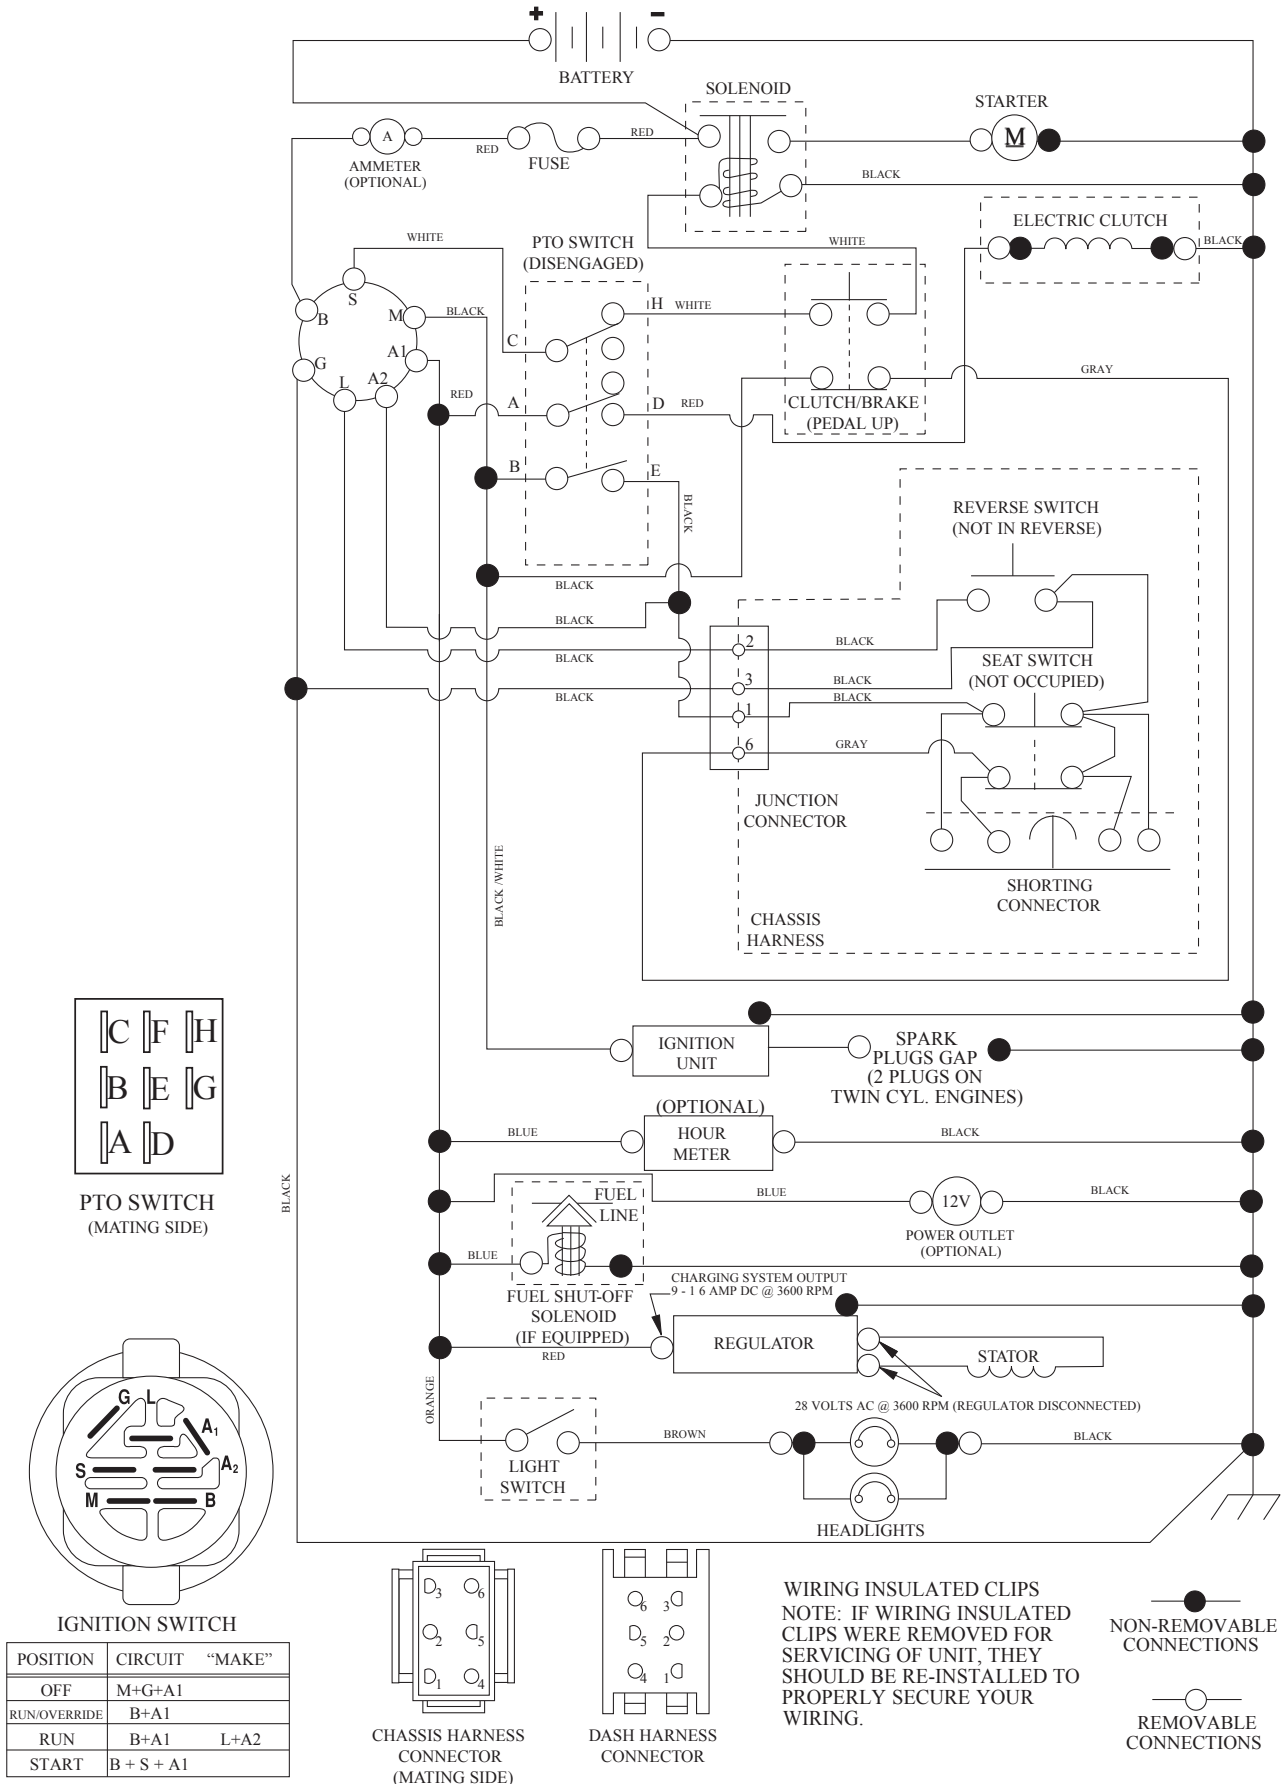 + −
BATTERY
SOLENOID
STARTER
M
A
AMMETER
(OPTIONAL)
RED
FUSE
RED
BLACK
ELECTRIC CLUTCH
BLACK
WHITE
PTO SWITCH
(DISENGAGED)
WHITE
S
B
M
BLACK
H
WHITE
C
G
A1
L
A2
RED
A
D
RED
CLUTCH/BRAKE
(PEDAL UP)
GRAY
B
E
BLACK
REVERSE SWITCH
(NOT IN REVERSE)
BLACK
BLACK
BLACK
2
BLACK
SEAT SWITCH
(NOT OCCUPIED)
BLACK
3
BLACK
BLACK
1
6
GRAY
JUNCTION
CONNECTOR
SHORTING
CONNECTOR
CHASSIS
HARNESS
BLACK /WHITE
C F H
B E G
A D
PTO SWITCH
(MATING SIDE)
IGNITION
UNIT
SPARK
PLUGS GAP
(2 PLUGS ON
TWIN CYL. ENGINES)
(OPTIONAL)
BLUE
HOUR
METER
BLACK
BLACK
FUEL
LINE
BLUE
12V
BLACK
POWER OUTLET
(OPTIONAL)
BLUE
FUEL SHUT-OFF
SOLENOID
(IF EQUIPPED)
CHARGING SYSTEM OUTPUT
9 - 1 6 AMP DC @ 3600 RPM
RED
REGULATOR
STATOR
28 VOLTS AC @ 3600 RPM (REGULATOR DISCONNECTED)
ORANGE
BROWN
BLACK
LIGHT
SWITCH
HEADLIGHTS
G L
A1
S
A2
M
B
IGNITION SWITCH
POSITION CIRCUIT “MAKE”
OFF M+G+A1
RUN/OVERRIDE B+A1
RUN B+A1 L+A2
START B + S + A1
3 6
2 5
1 4
CHASSIS HARNESS
CONNECTOR
(MATING SIDE)
6 3
5 2
4 1
DASH HARNESS
CONNECTOR
WIRING INSULATED CLIPS
NOTE: IF WIRING INSULATED
CLIPS WERE REMOVED FOR
SERVICING OF UNIT, THEY
SHOULD BE RE-INSTALLED TO
PROPERLY SECURE YOUR
WIRING.
NON-REMOVABLE
CONNECTIONS
REMOVABLE
CONNECTIONS